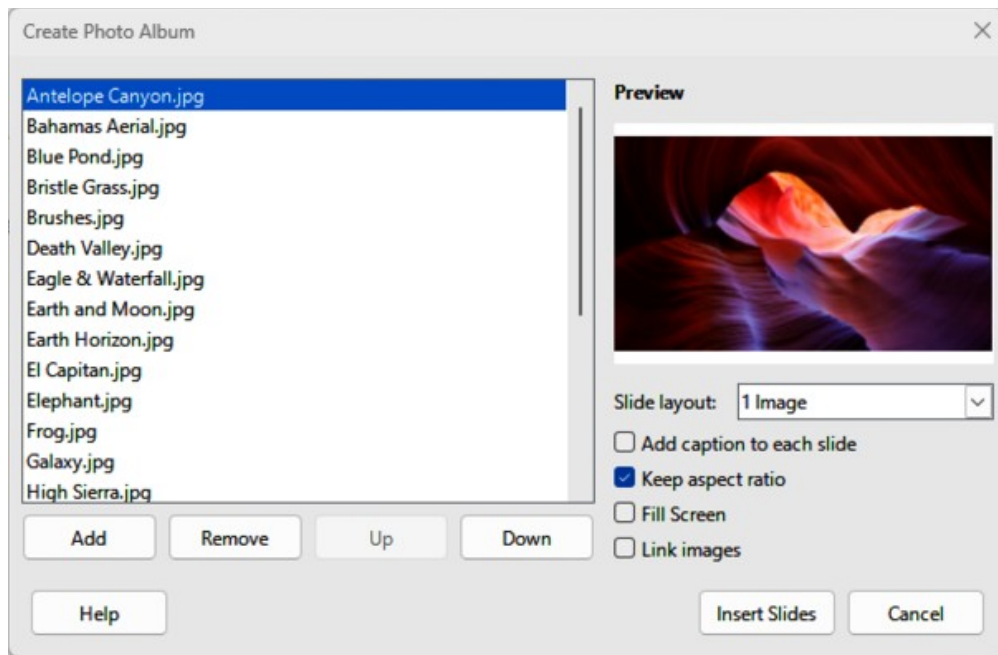 Create Photo Album
Antelope Canyon.jpg
Bahamas Aerial.jpg
Blue Pond.jpg
Bristle Grass.jpg
Brushes.jpg
Death Valley.jpg
Eagle & Waterfall.jpg
Earth and Moon.jpg
Earth Horizon.jpg
El Capitan.jpg
Elephant.jpg
Frog.jpg
Galaxy.jpg
High Sierra.jpg
Add Remove Up Down
Preview
Slide layout: 1 Image
Add caption to each slide
Keep aspect ratio
Fill Screen
Link images
Help Insert Slides Cancel